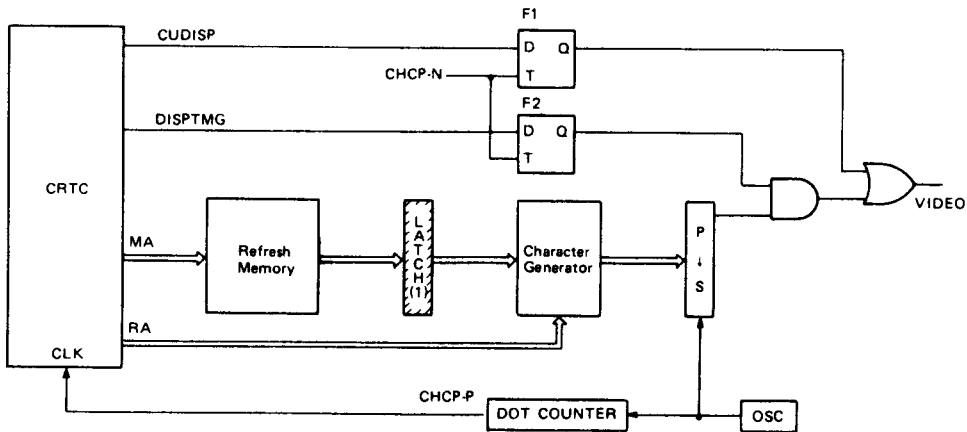 F1
CUDISP
D Q
T
CHCP-N
F2
DISPTMG
D Q
T
CRTC
VIDEO
MA
Refresh
Memory
LATCH
(1)
Character
Generator
P
↓
S
RA
CLK
CHCP-P
DOT COUNTER
OSC